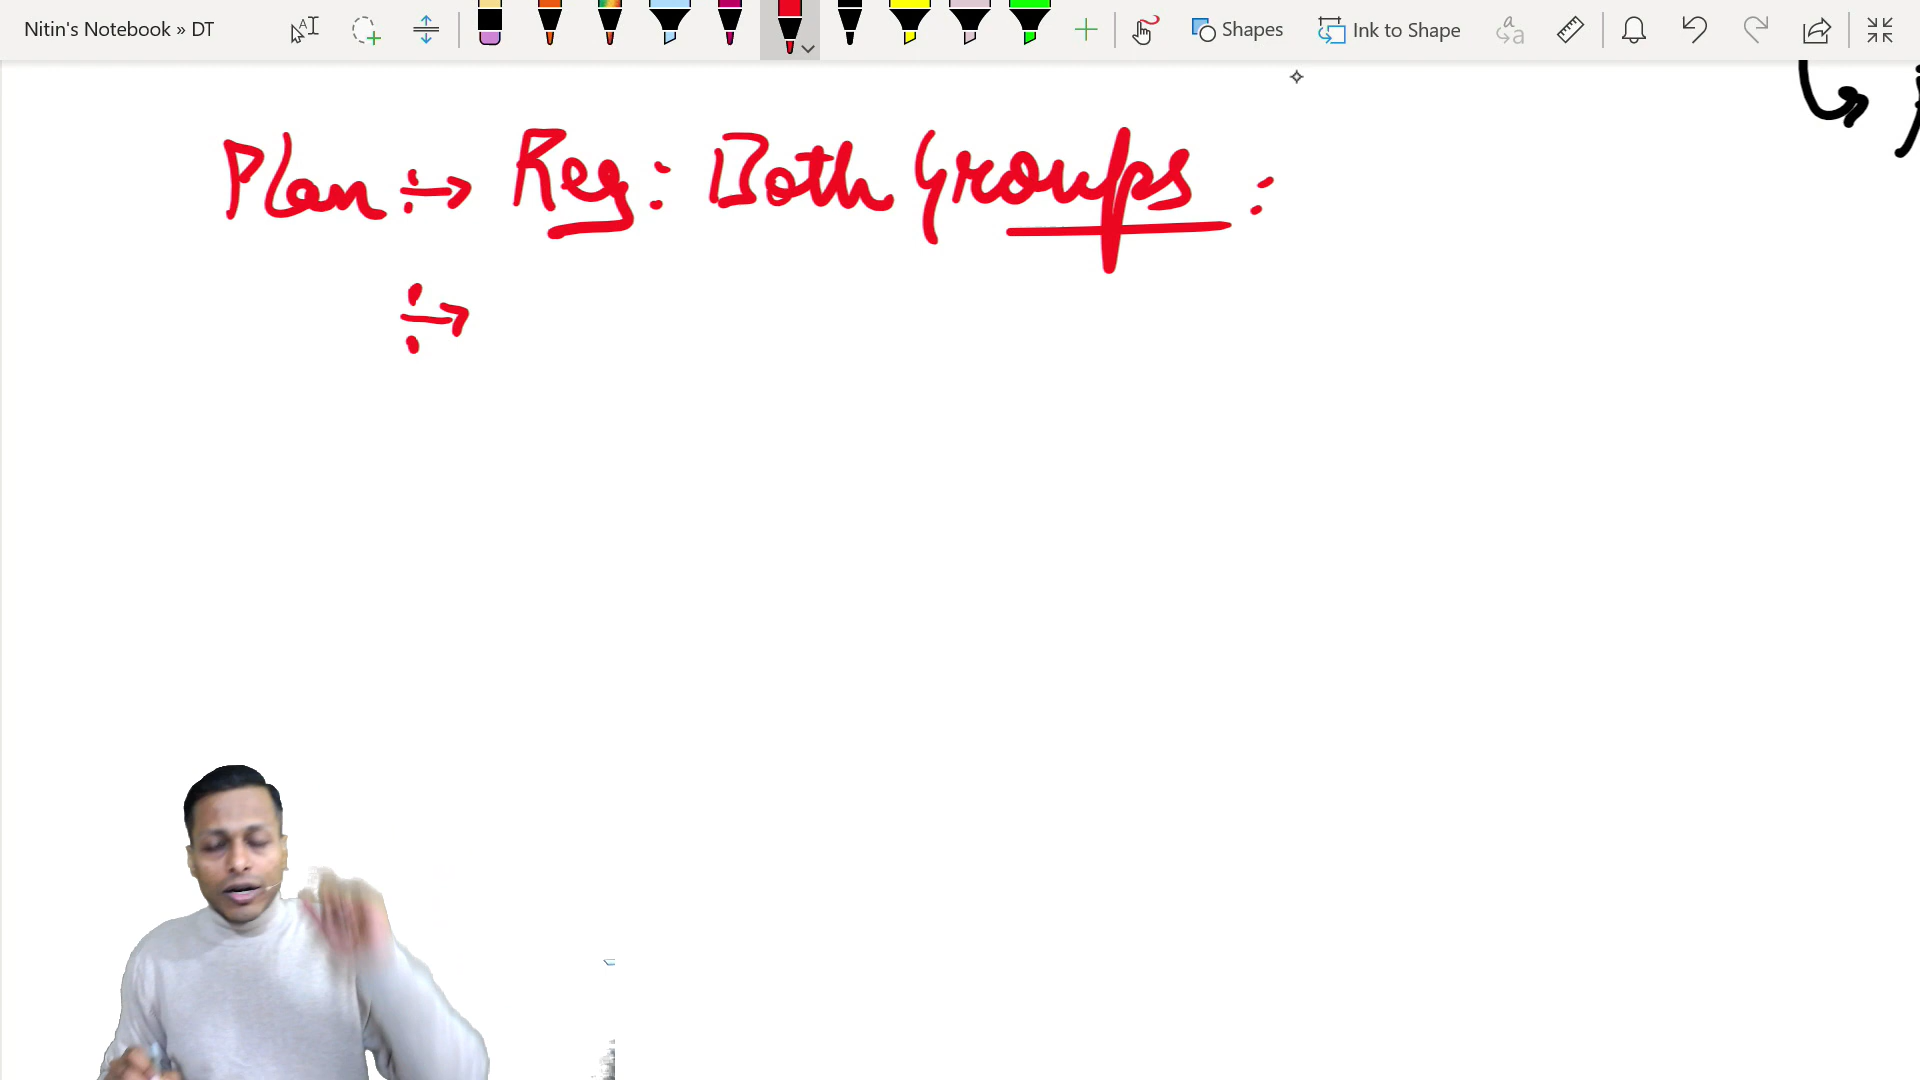 Nitin's Notebook » DT
Shapes
Ink to Shape
Plan :→ Reg: Both Groups :